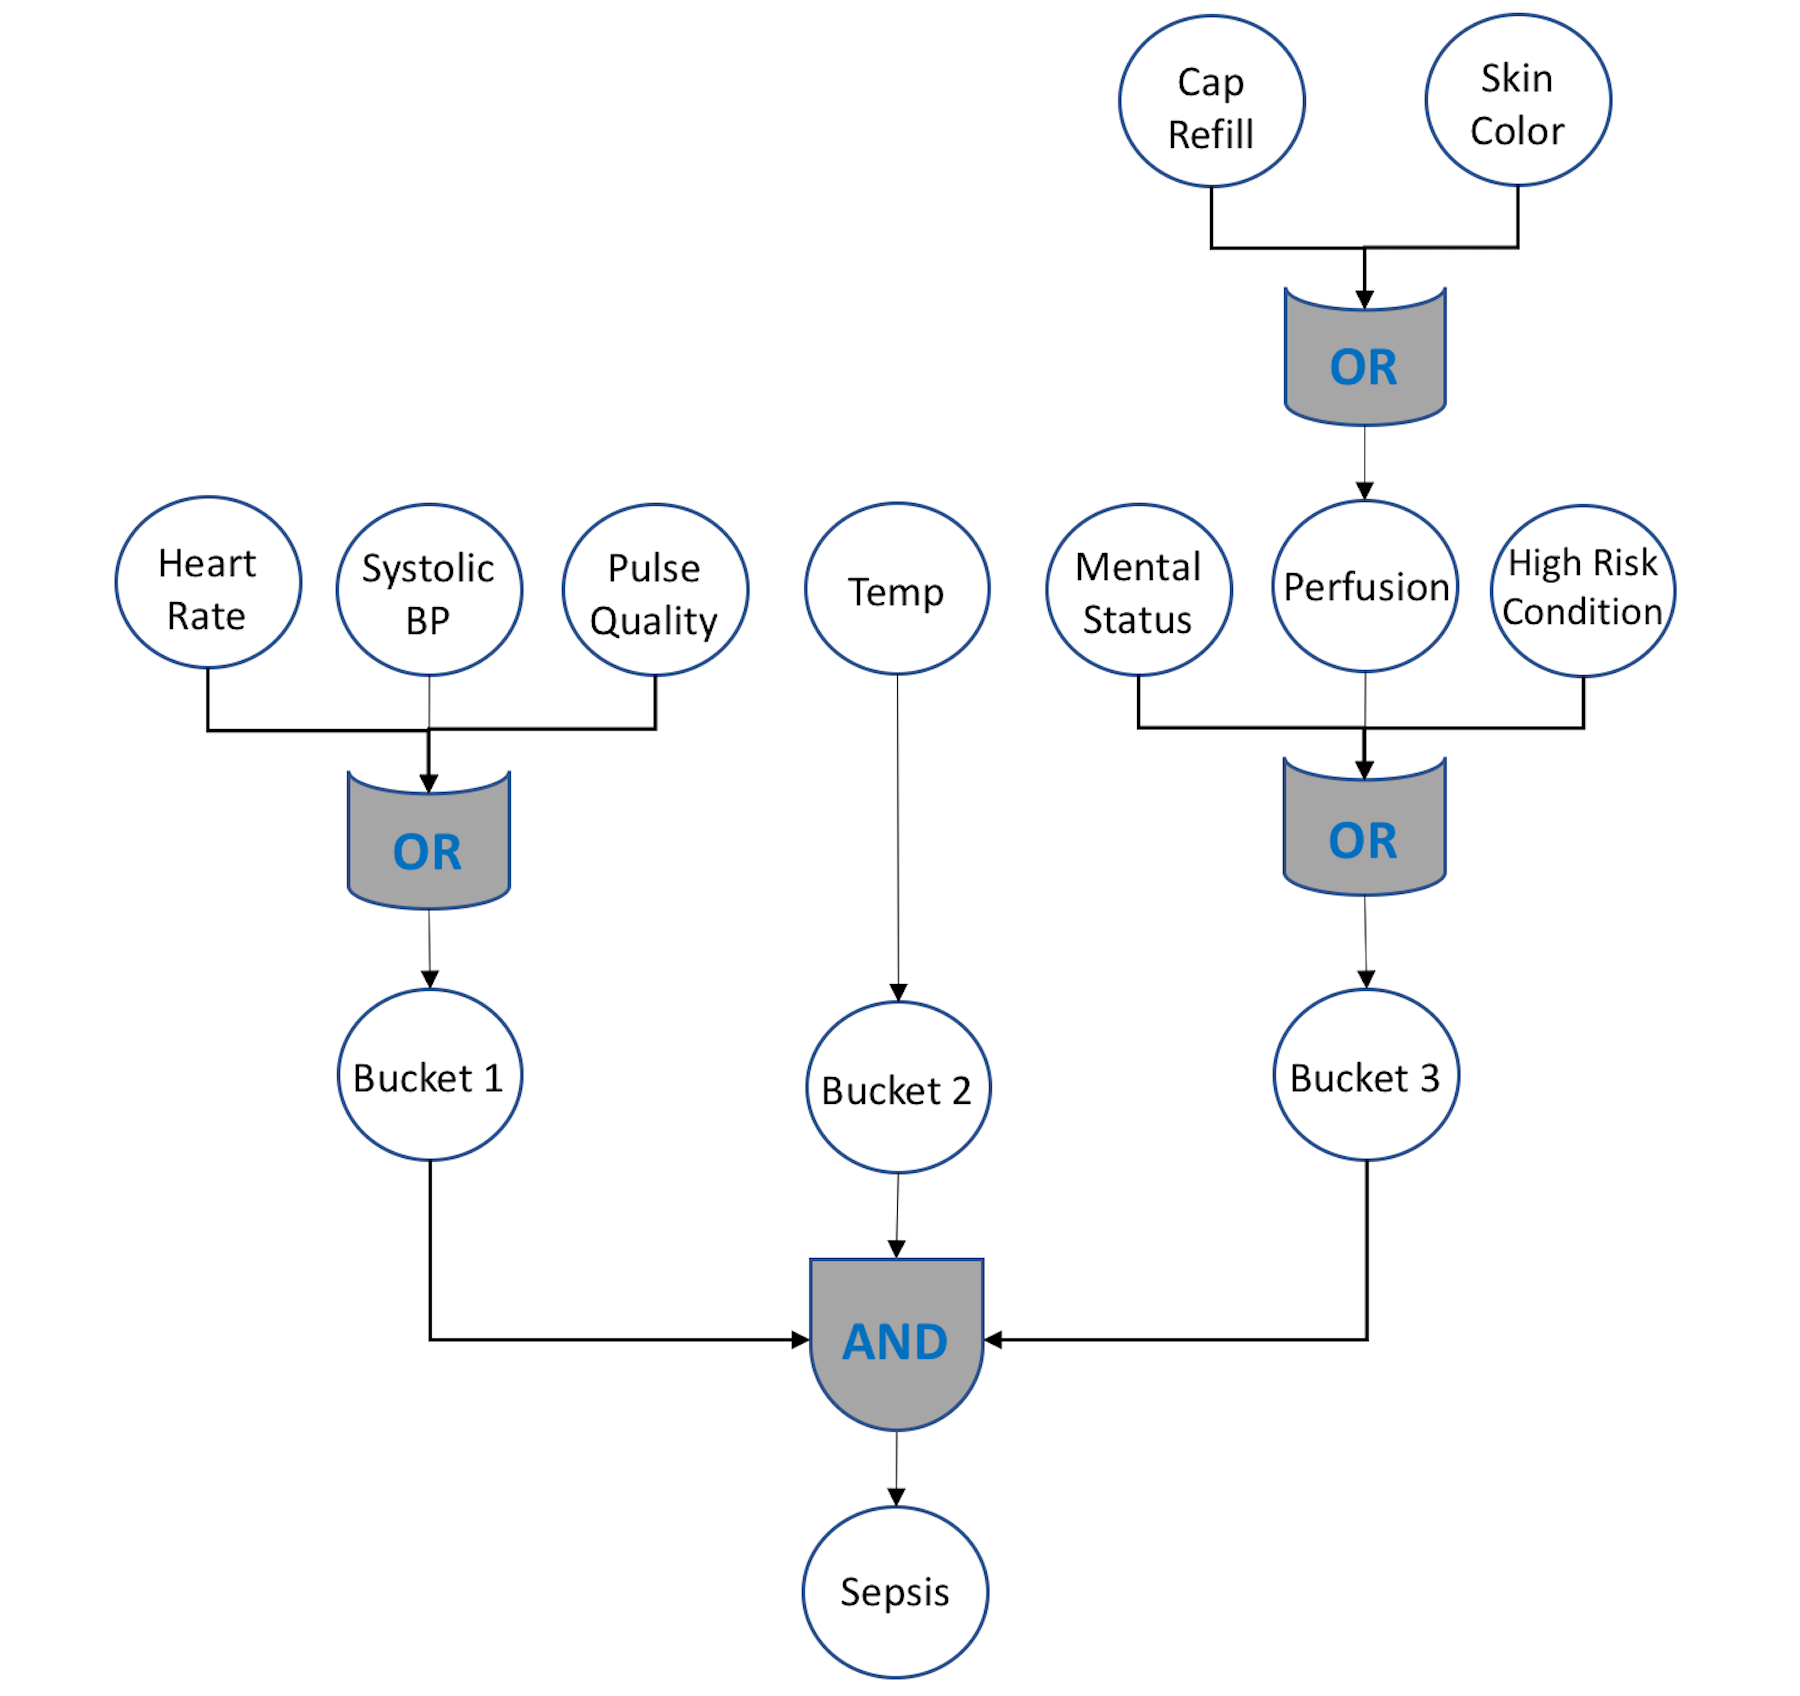 Cap
Refill
Skin
Color
OR
Heart
Rate
Systolic
BP
Pulse
Quality
Temp
Mental
Status
Perfusion
High Risk
Condition
OR
OR
Bucket 1
Bucket 2
Bucket 3
AND
Sepsis